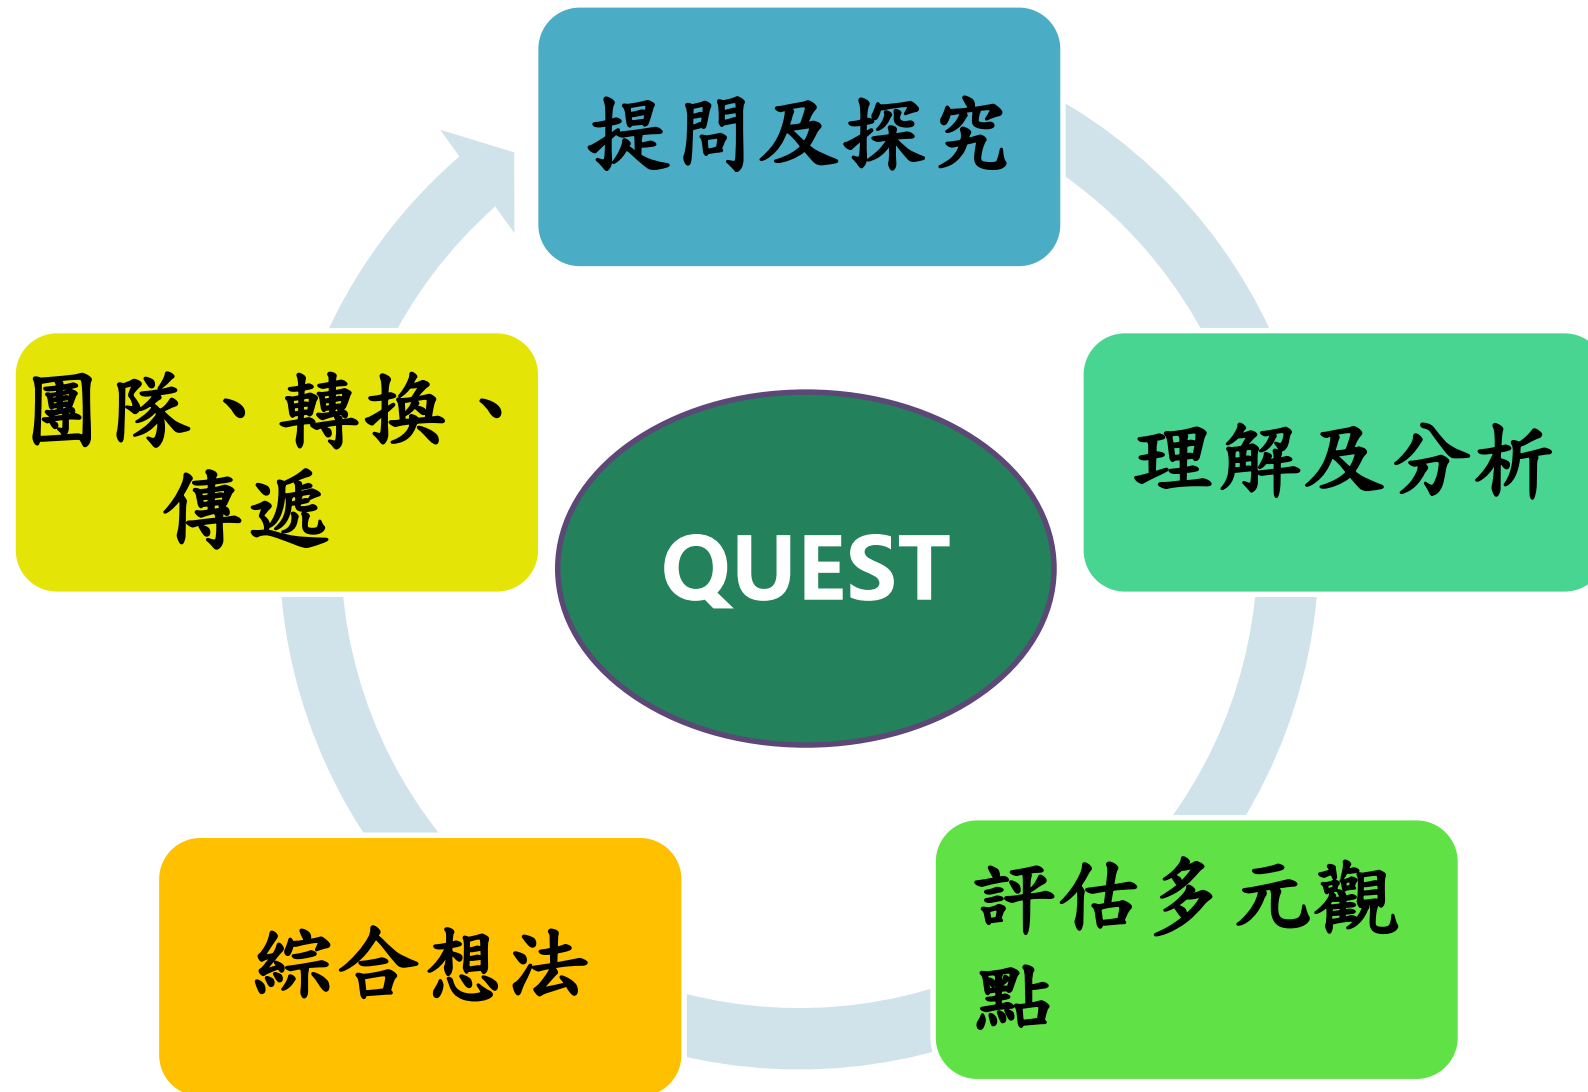 提問及探究
團隊、轉換、
傳遞
理解及分析
QUEST
評估多元觀
點
綜合想法